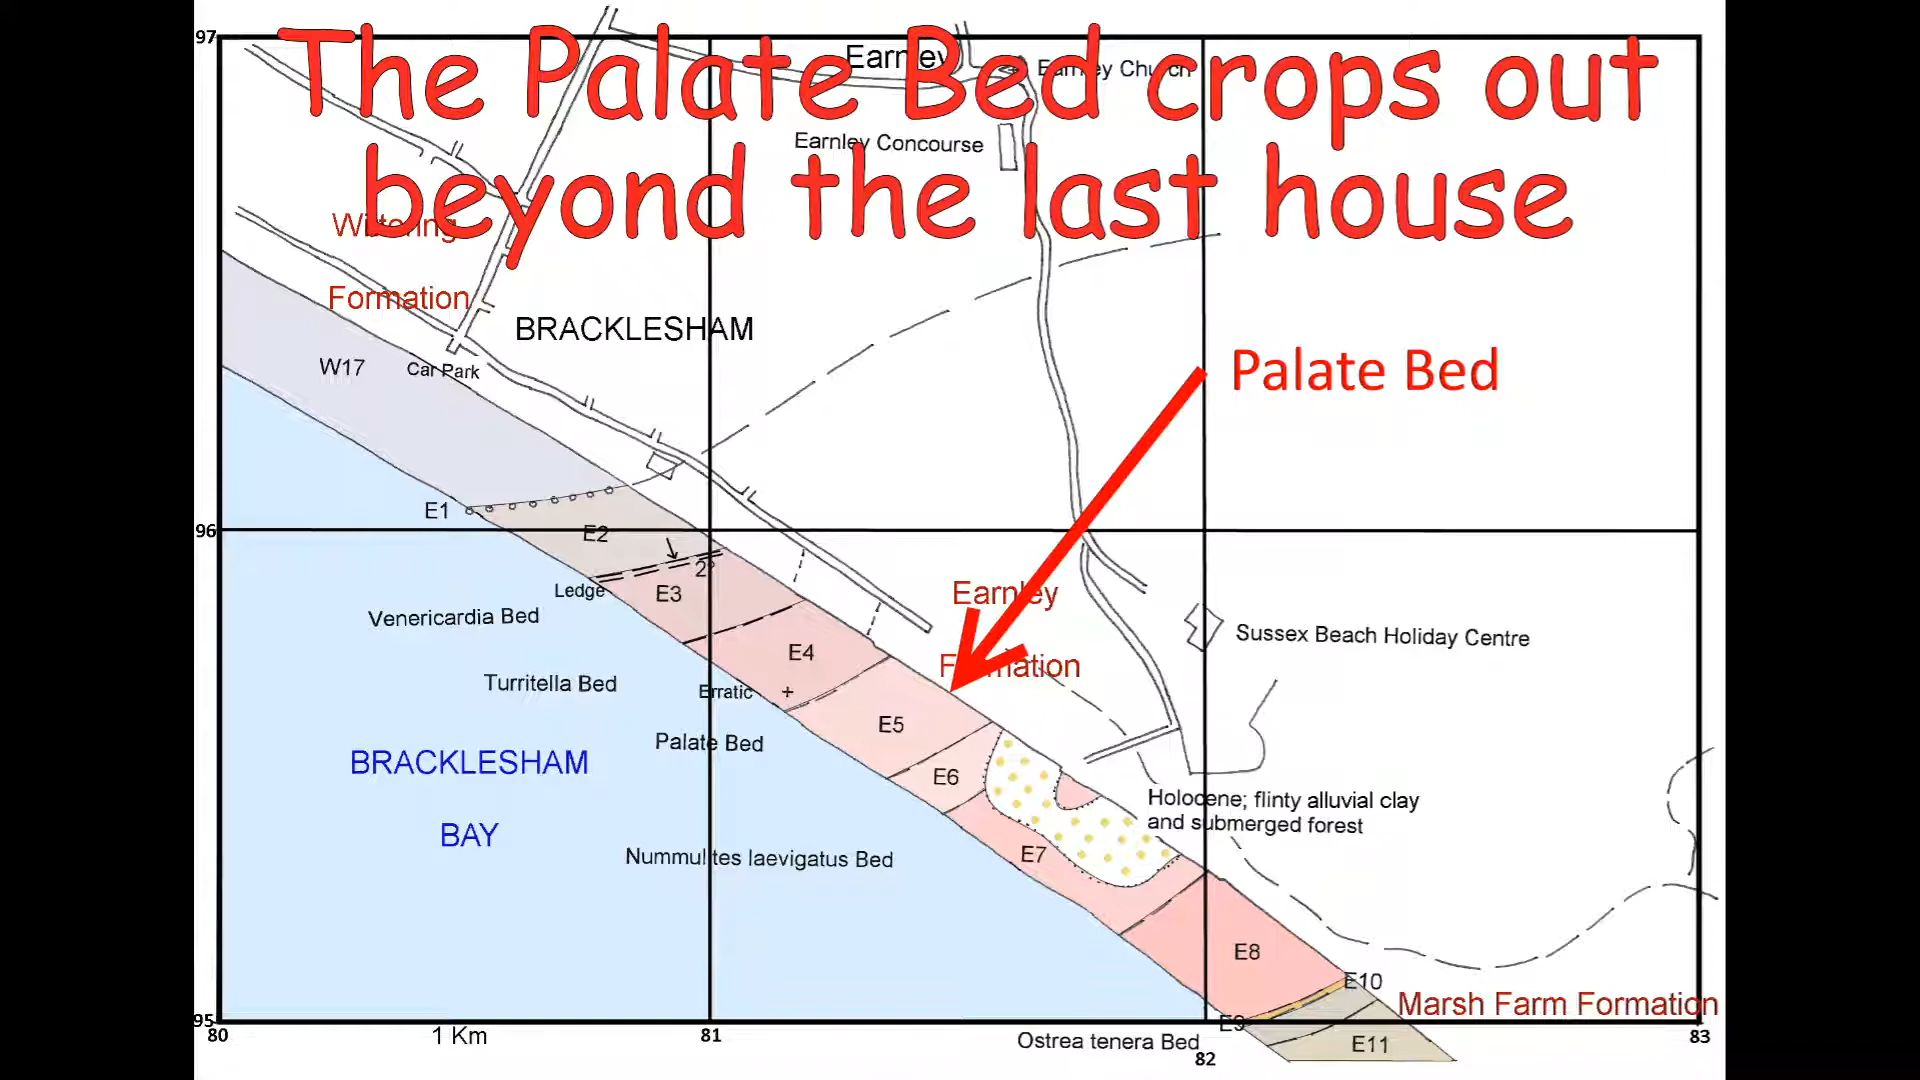 The Palate Bed crops out
beyond the last house
97
Earnley
Earnley Church
Earnley Concourse
Wittering
Formation
BRACKLESHAM
W17
Car Park
Palate Bed
E1
96
E2
2°
Ledge
E3
Earnley
Formation
Venericardia Bed
Sussex Beach Holiday Centre
E4
Turritella Bed
Erratic +
E5
Palate Bed
BRACKLESHAM
BAY
E6
Holocene; flinty alluvial clay
and submerged forest
E7
Nummulites laevigatus Bed
E8
E10
Marsh Farm Formation
95
E9
80
1 Km
81
Ostrea tenera Bed
82
E11
83